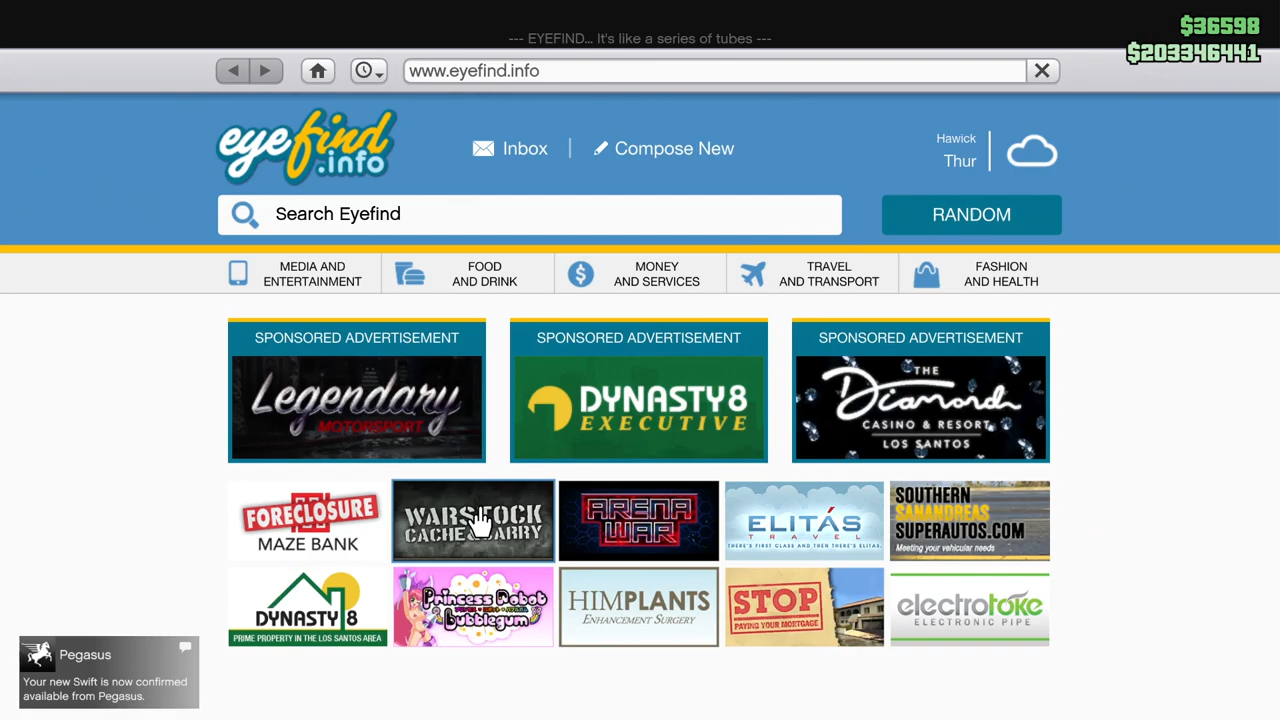 --- EYEFIND... It's like a series of tubes ---
$36598
$203346441
www.eyefind.info
eyefind
.info
Inbox
Compose New
Hawick
Thur
Search Eyefind
RANDOM
MEDIA AND
ENTERTAINMENT
FOOD
AND DRINK
MONEY
AND SERVICES
TRAVEL
AND TRANSPORT
FASHION
AND HEALTH
SPONSORED ADVERTISEMENT
Legendary
MOTORSPORT
SPONSORED ADVERTISEMENT
DYNASTY8
EXECUTIVE
SPONSORED ADVERTISEMENT
THE
Diamond
CASINO & RESORT
LOS SANTOS
FORECLOSURE
MAZE BANK
WARSTOCK
CACHE & CARRY
ARENA
WAR
ELITÁS
TRAVEL
THERE'S FIRST CLASS AND THEN THERE'S ELITAS.
SOUTHERN
SANANDREAS
SUPERAUTOS.COM
Meeting your vehicular needs
DYNASTY 8
PRIME PROPERTY IN THE LOS SANTOS AREA
Princess Robot
Bubblegum
HIMPLANTS
ENHANCEMENT SURGERY
STOP
PAYING YOUR MORTGAGE
electrotoke
ELECTRONIC PIPE
Pegasus
Your new Swift is now confirmed
available from Pegasus.